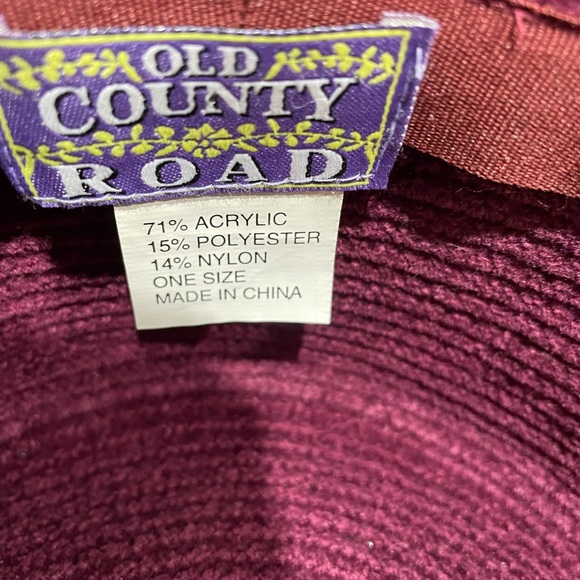 OLD
COUNTY
ROAD
71% ACRYLIC
15% POLYESTER
14% NYLON
ONE SIZE
MADE IN CHINA